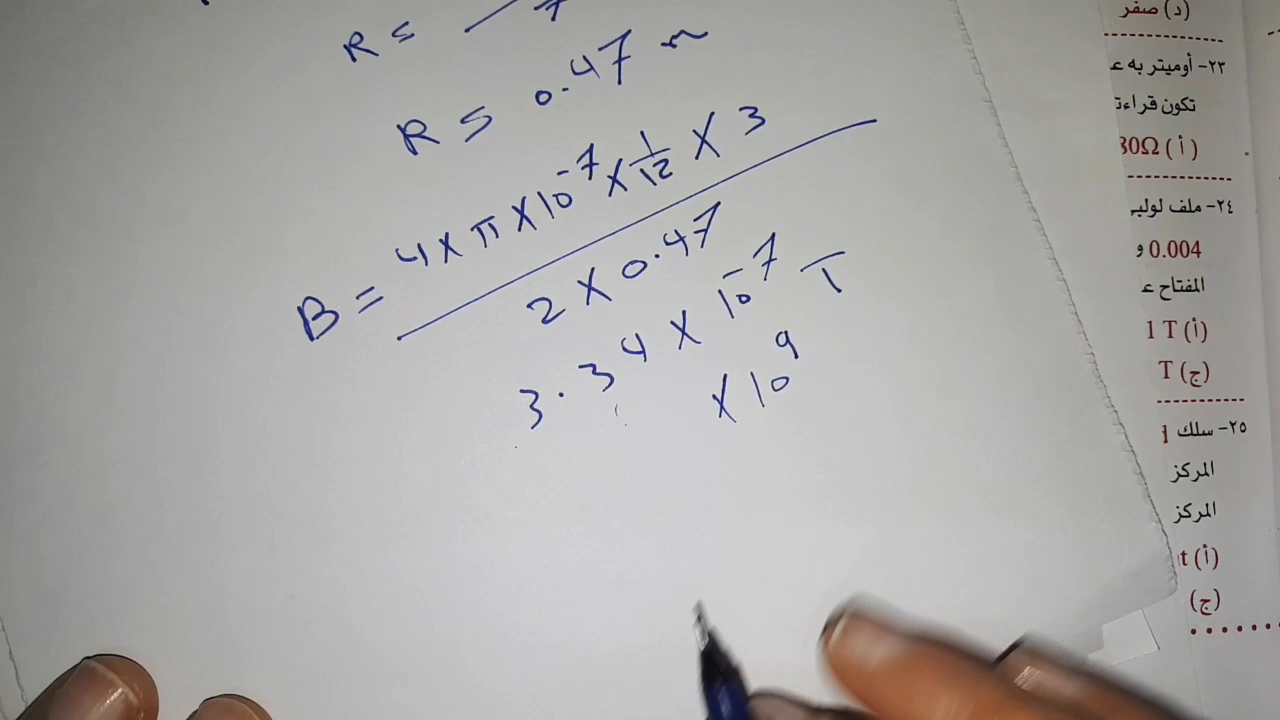 R =
7
R = 0.47 m
B = 4 × π × 10⁻⁷ × 1/12 × 3
2 × 0.47
3.34 × 10⁻⁷ T
× 10⁹
(د) صفر
٢٣- أوميتر به ع
تكون قراءة
(أ) 30Ω
٢٤- ملف لولبي
0.004 و
المفتاح ع
(أ) 1 T
(ج) T
٢٥- سلك
المركز
المركز
(أ) t
(ج)